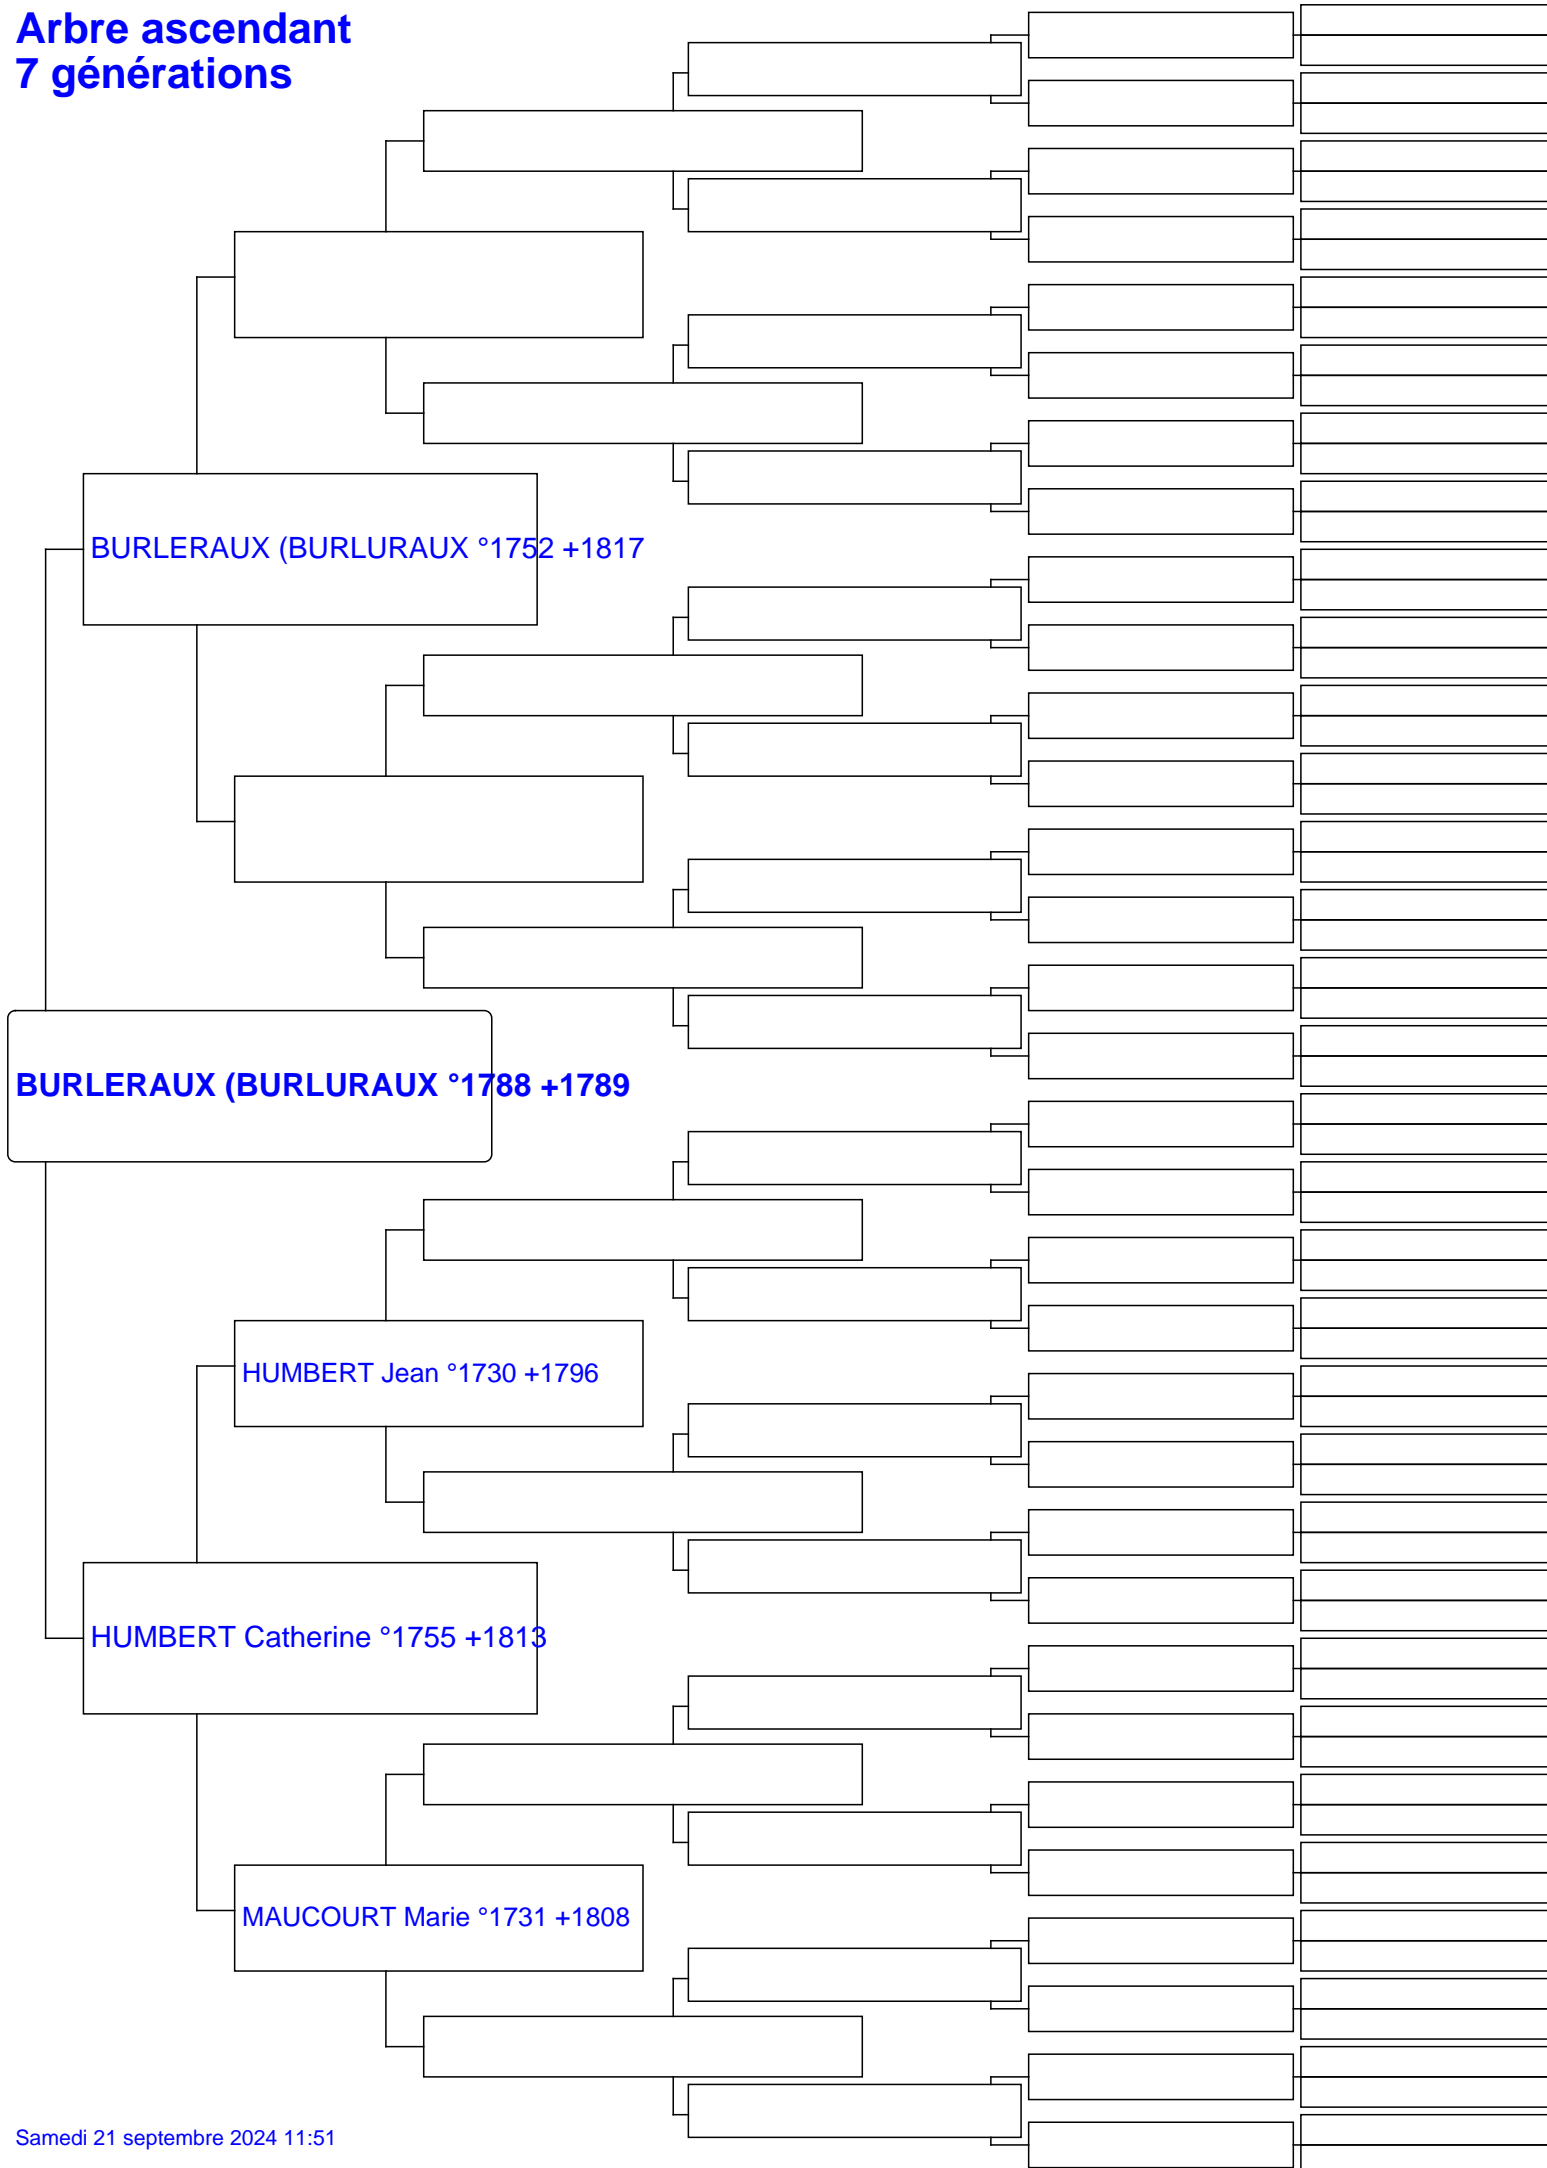 Arbre ascendant
7 générations
BURLERAUX (BURLURAUX °1752 +1817
BURLERAUX (BURLURAUX °1788 +1789
HUMBERT Jean °1730 +1796
HUMBERT Catherine °1755 +1813
MAUCOURT Marie °1731 +1808
Samedi 21 septembre 2024 11:51